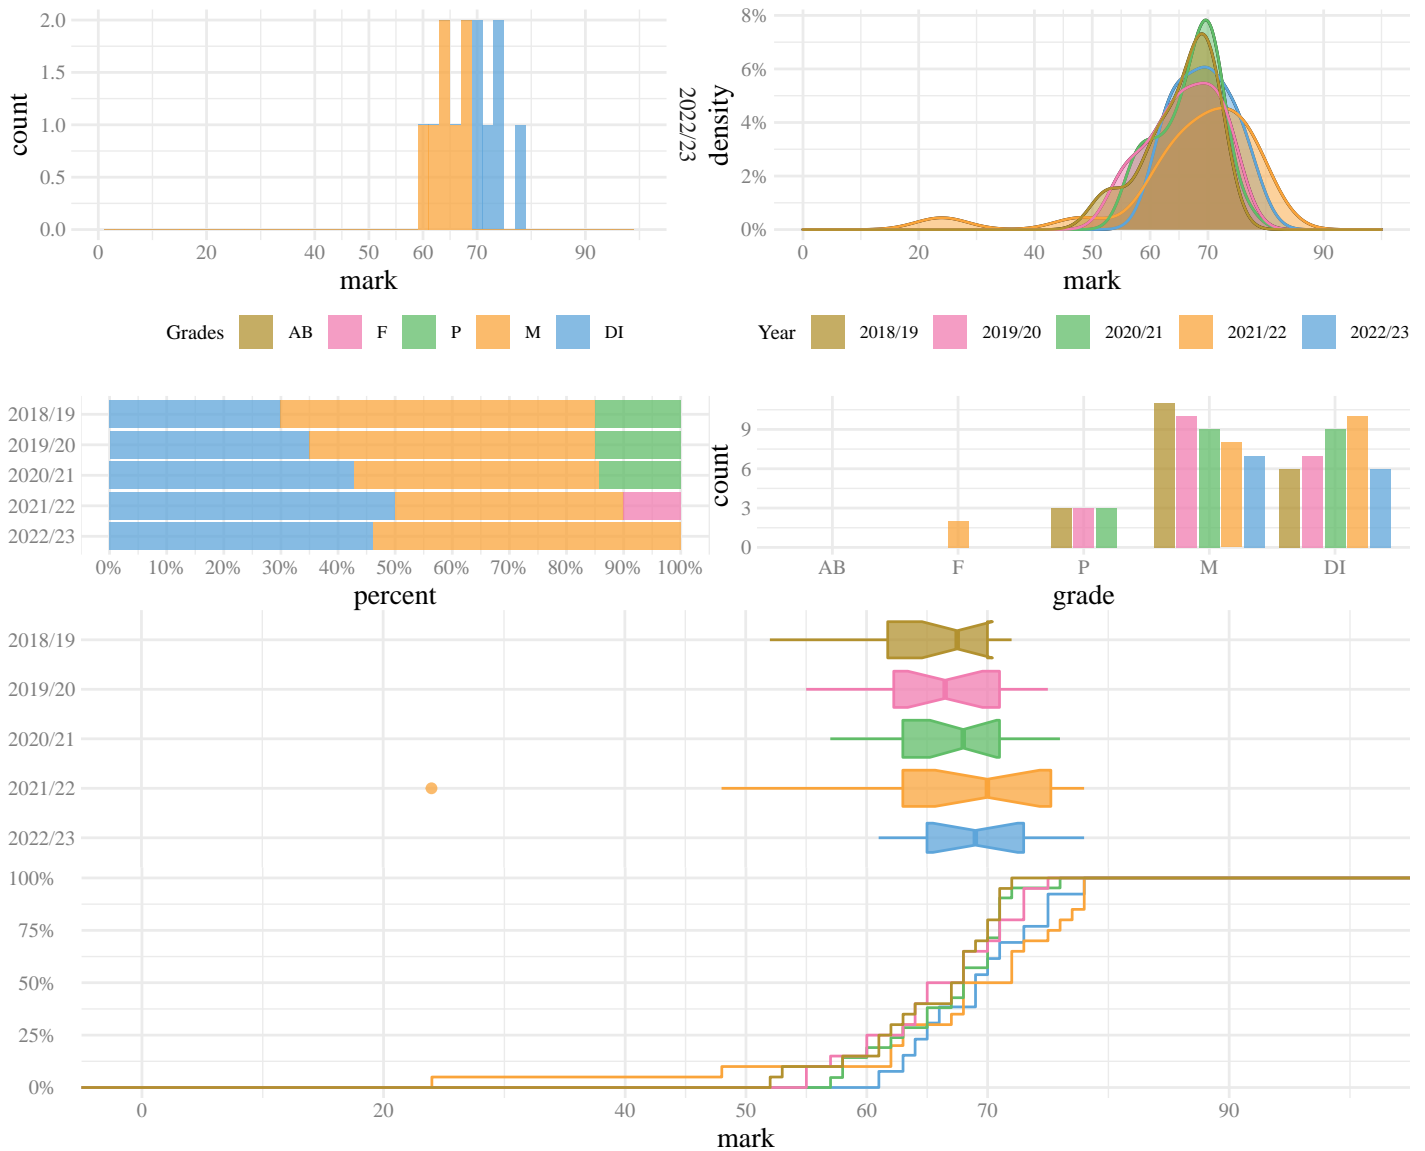 2.0
1.5
1.0
0.5
0.0
count
0 20 40 50 60 70 90
mark
2022/23
8%
6%
4%
2%
0%
density
0 20 40 50 60 70 90
mark
Grades AB F P M DI
Year 2018/19 2019/20 2020/21 2021/22 2022/23
2018/19
2019/20
2020/21
2021/22
2022/23
0% 10% 20% 30% 40% 50% 60% 70% 80% 90% 100%
percent
9
6
3
0
count
AB F P M DI
grade
2018/19
2019/20
2020/21
2021/22
2022/23
100%
75%
50%
25%
0%
0 20 40 50 60 70 90
mark